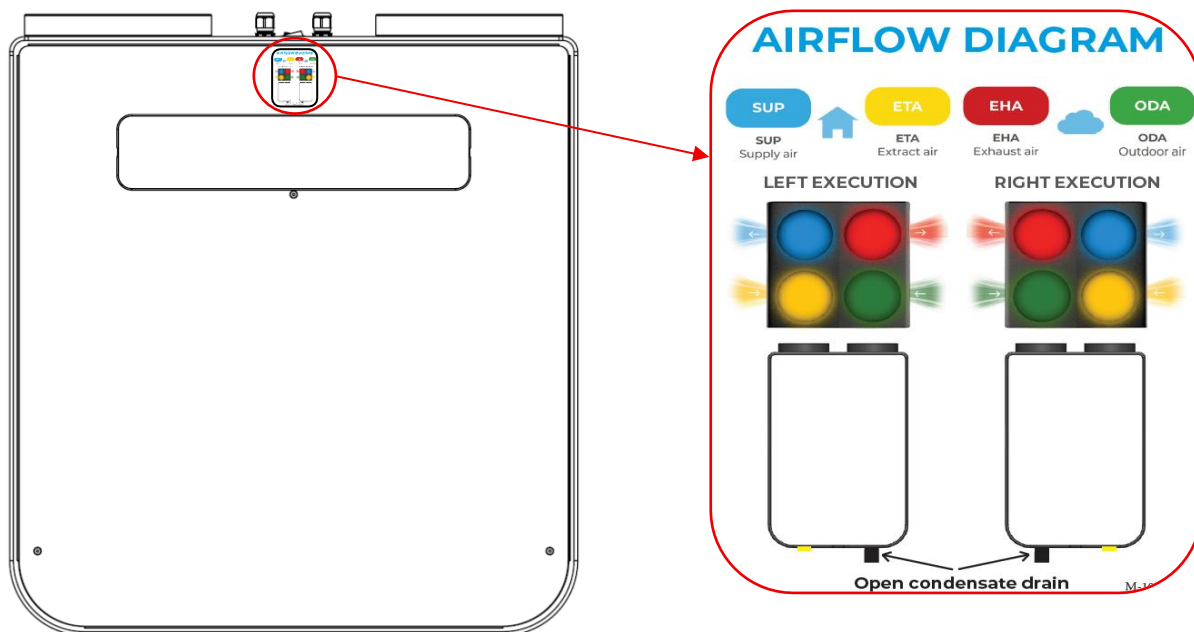 AIRFLOW DIAGRAM
SUP ETA EHA ODA
SUP ETA EHA ODA
Supply air Extract air Exhaust air Outdoor air
LEFT EXECUTION RIGHT EXECUTION
Open condensate drain